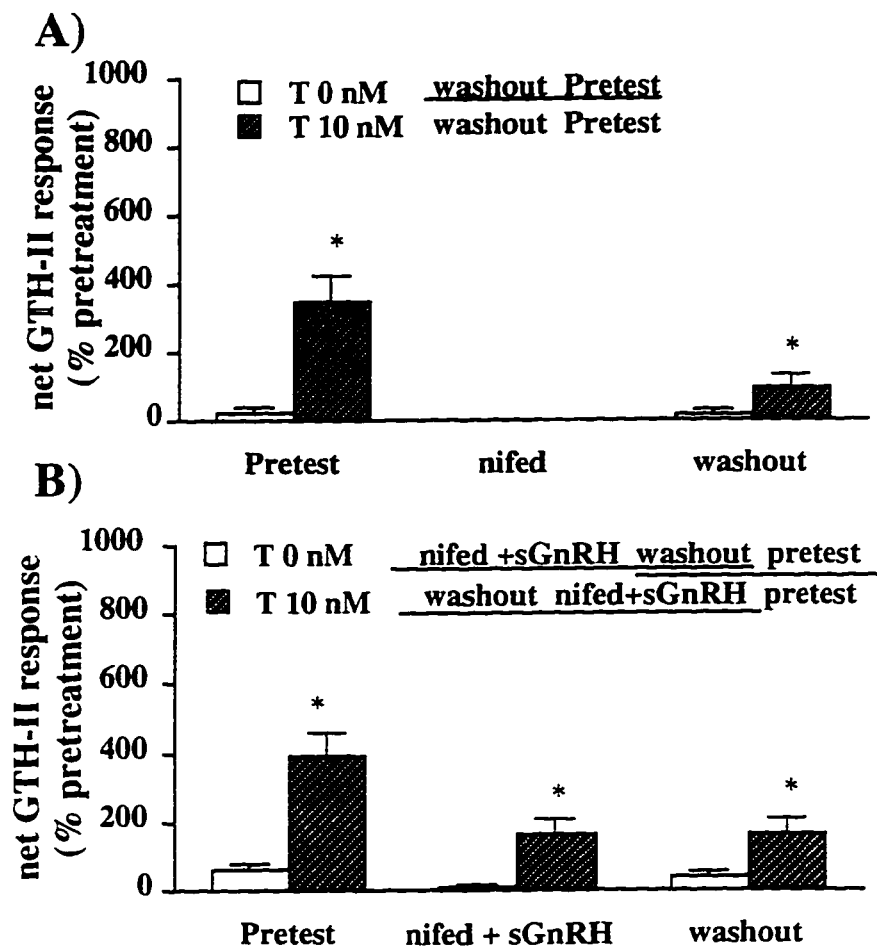 A)
net GTH-II response
(% pretreatment)
1000
800
600
400
200
0
T 0 nM washout Pretest
T 10 nM washout Pretest
*
*
Pretest nifed washout
B)
net GTH-II response
(% pretreatment)
1000
800
600
400
200
0
T 0 nM nifed +sGnRH washout pretest
T 10 nM washout nifed+sGnRH pretest
*
*
*
Pretest nifed + sGnRH washout